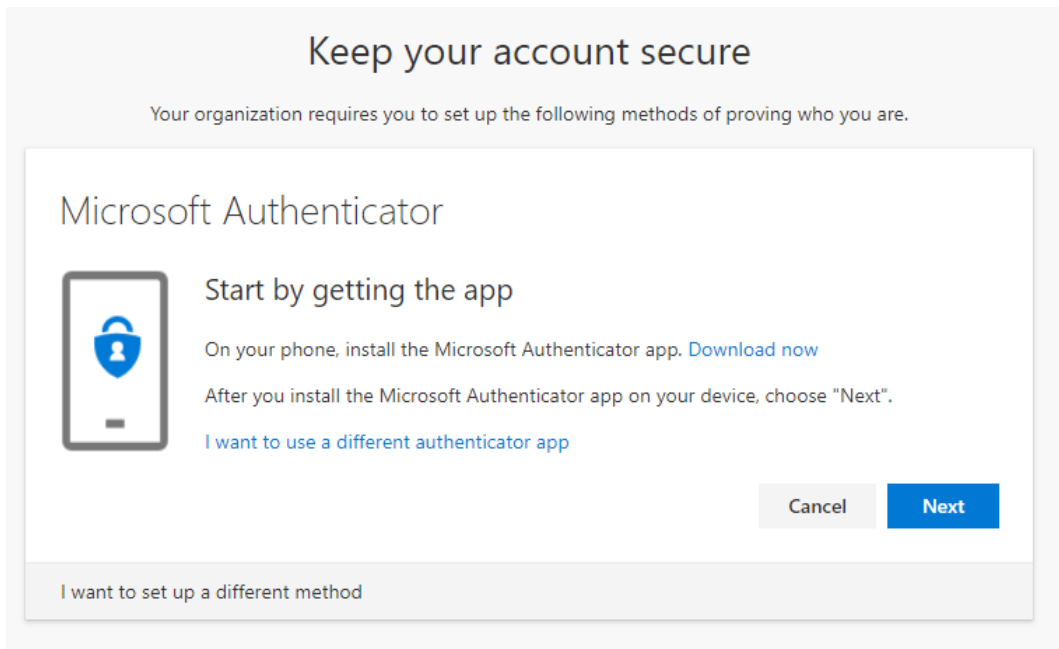 Keep your account secure
Your organization requires you to set up the following methods of proving who you are.
Microsoft Authenticator
Start by getting the app
On your phone, install the Microsoft Authenticator app. Download now
After you install the Microsoft Authenticator app on your device, choose "Next".
I want to use a different authenticator app
Cancel Next
I want to set up a different method